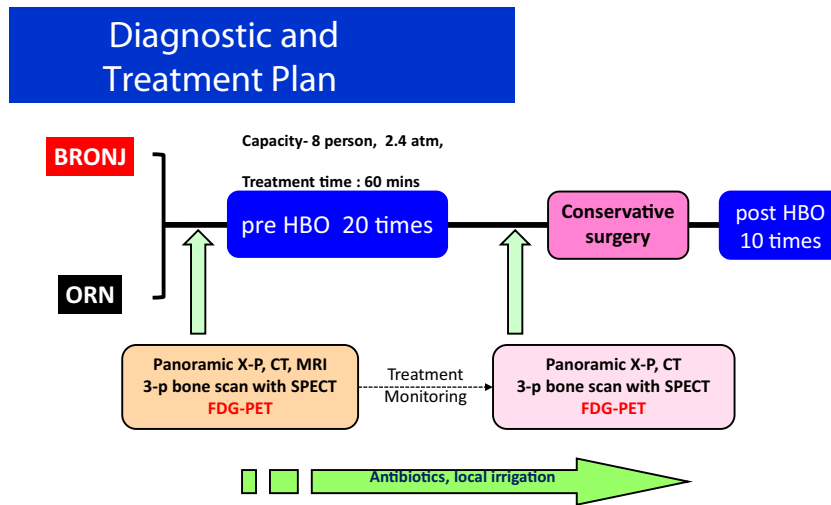 Diagnostic and
Treatment Plan
Capacity- 8 person, 2.4 atm,
Treatment time : 60 mins
BRONJ
ORN
pre HBO 20 times
Conservative
surgery
post HBO
10 times
Panoramic X-P, CT, MRI
3-p bone scan with SPECT
FDG-PET
Treatment
Monitoring
Panoramic X-P, CT
3-p bone scan with SPECT
FDG-PET
Antibiotics, local irrigation